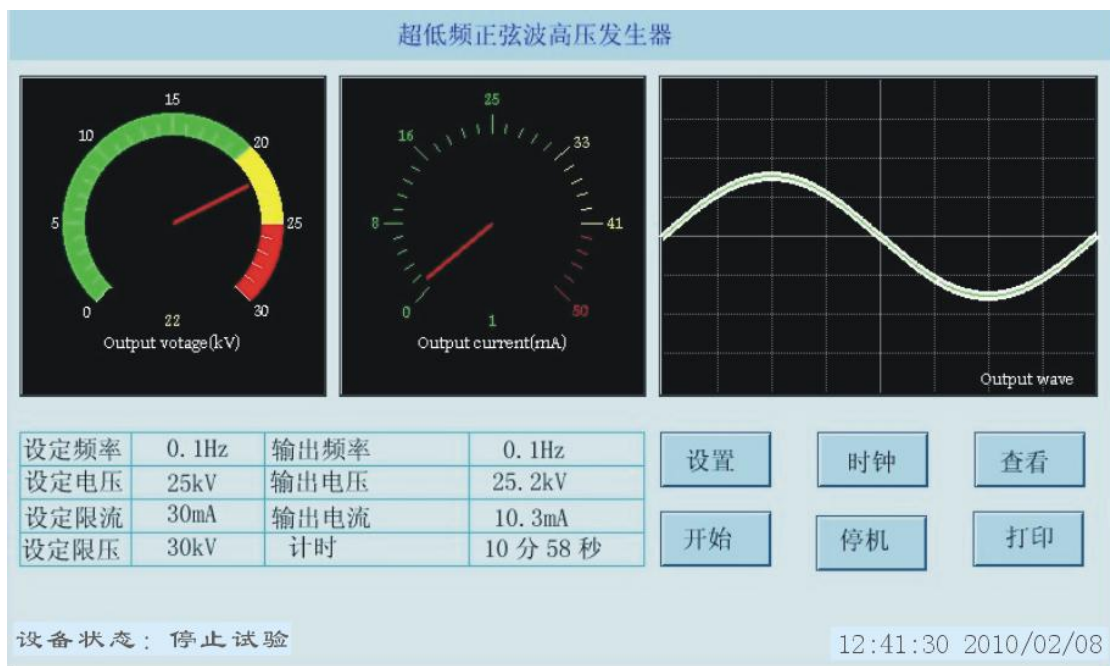 超低频正弦波高压发生器
15
10
20
5
25
0
30
22
Output votage(kV)
25
16
33
8
41
0
50
1
Output current(mA)
Output wave
设定频率 0.1Hz 输出频率 0.1Hz
设定电压 25kV 输出电压 25.2kV
设定限流 30mA 输出电流 10.3mA
设定限压 30kV 计时 10分58秒
设置 时钟 查看
开始 停机 打印
设备状态：停止试验
12:41:30 2010/02/08